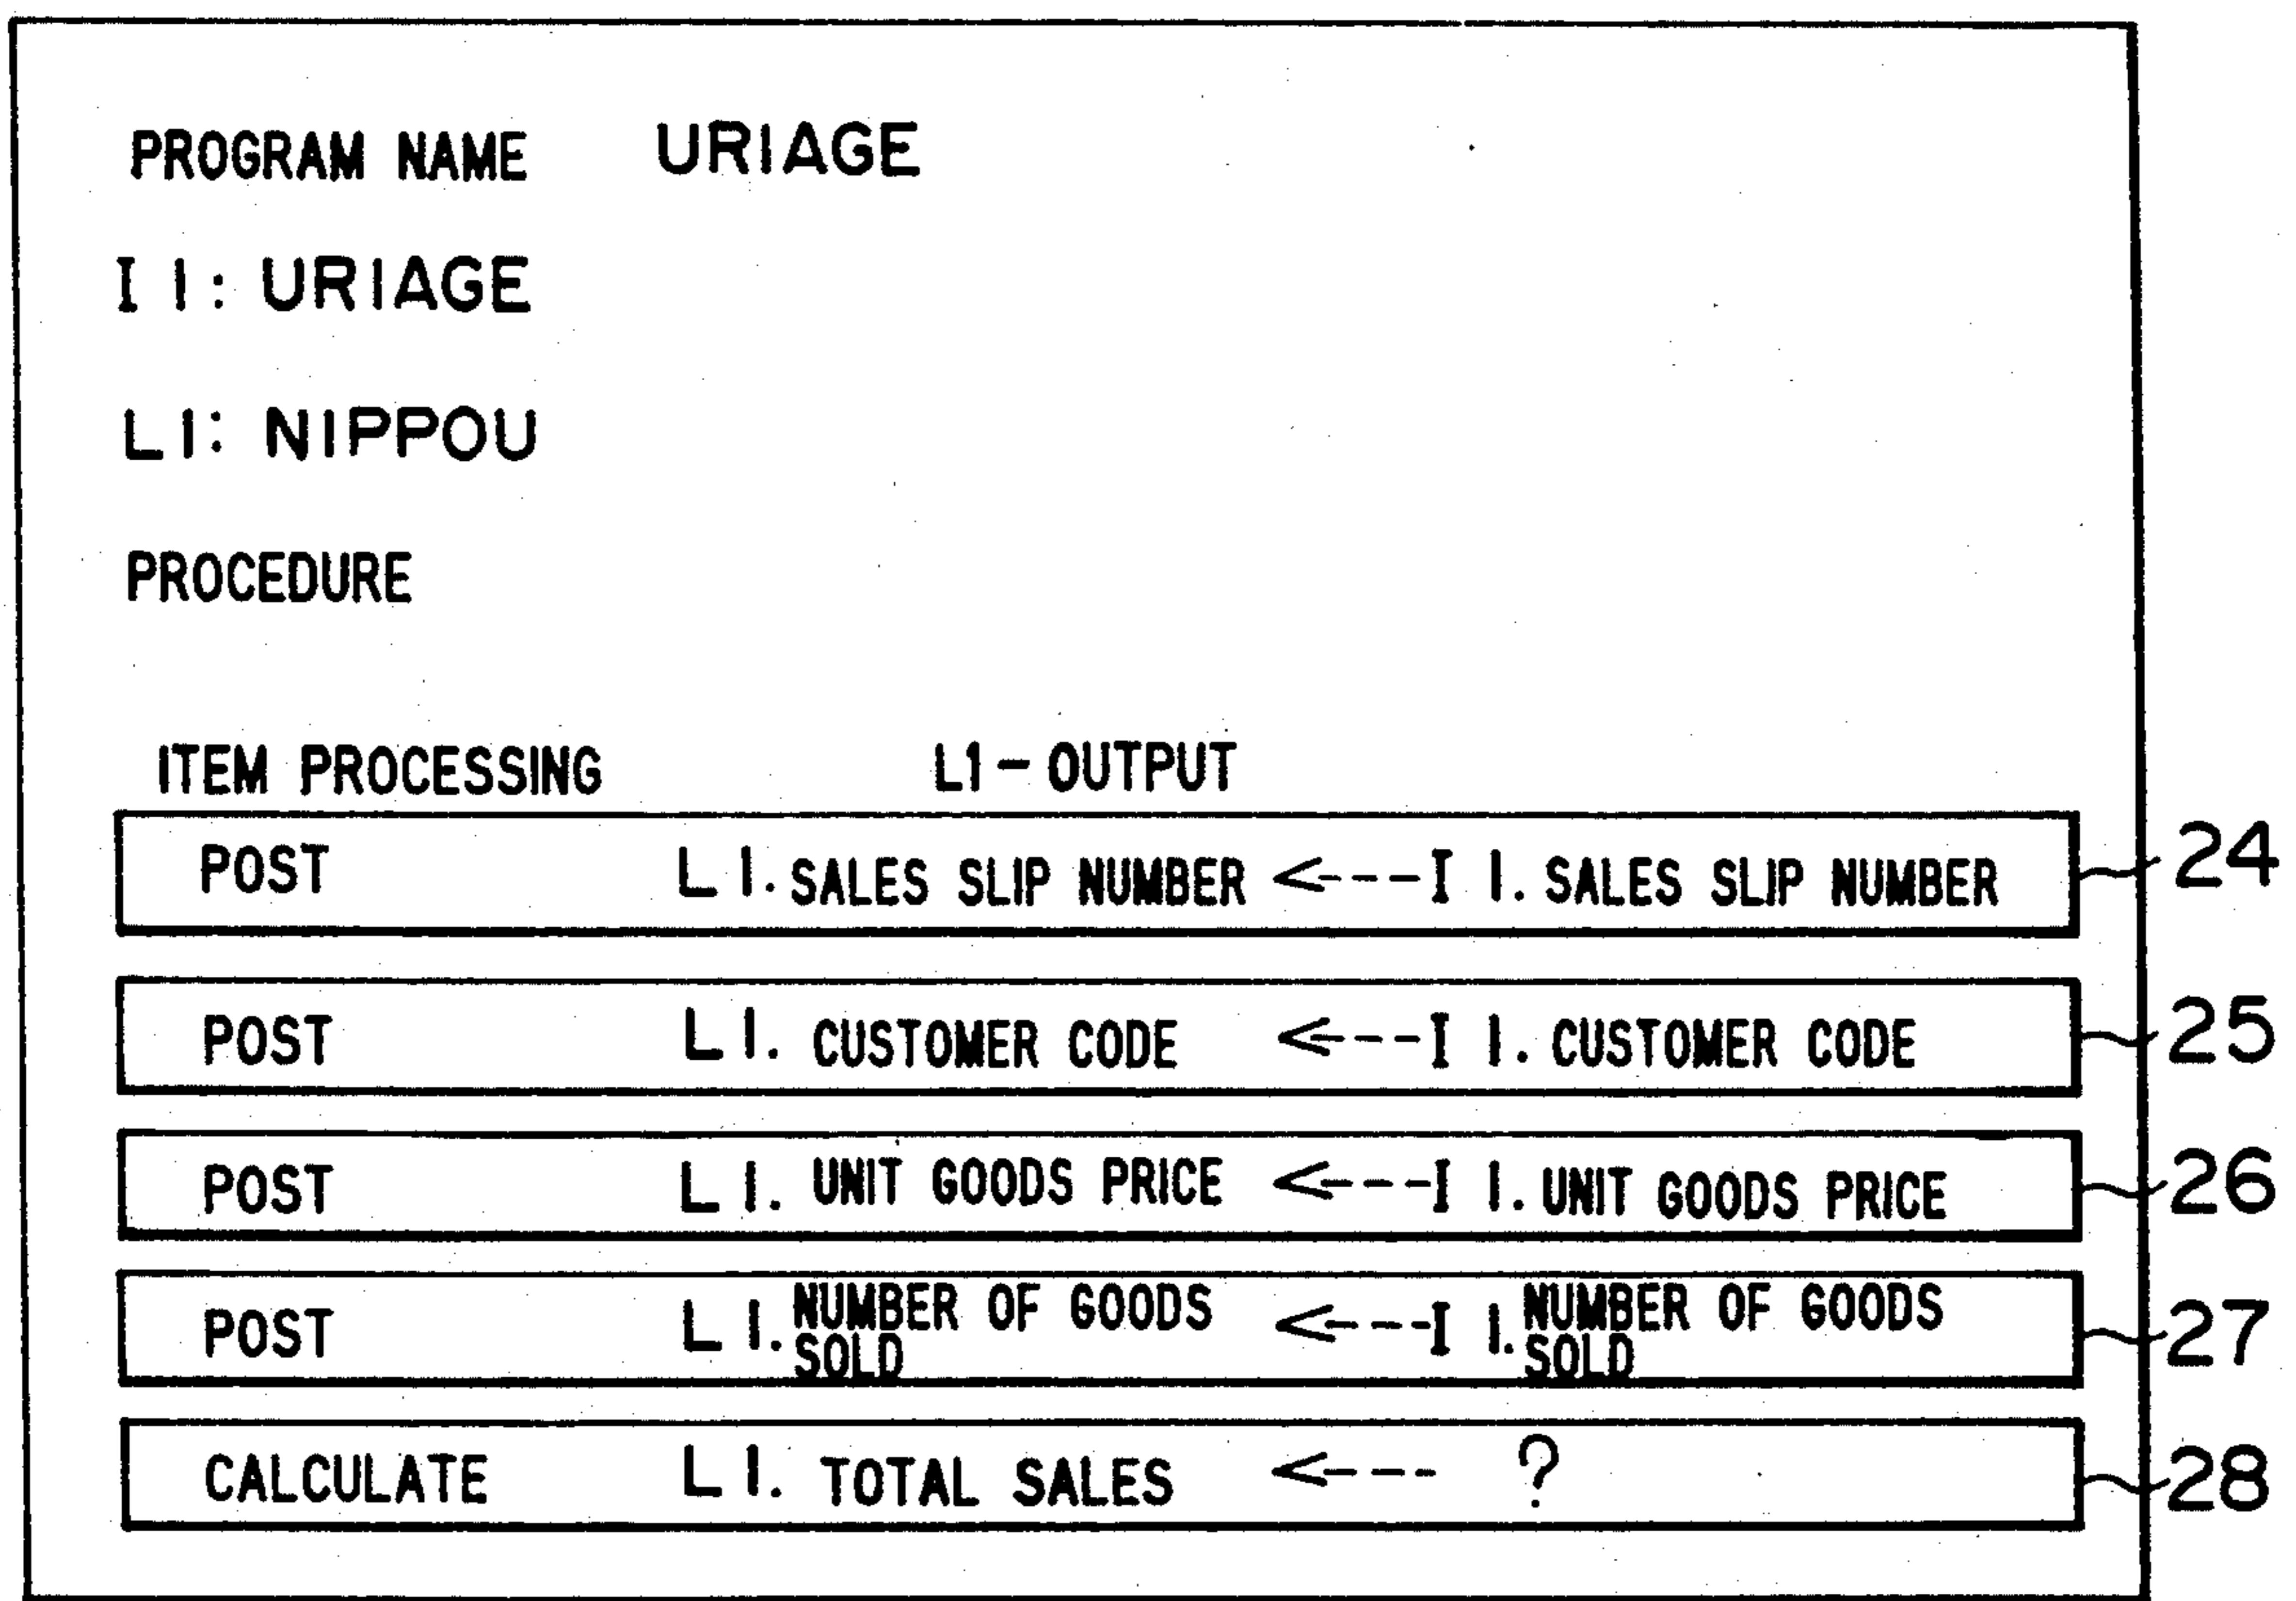 PROGRAM NAME URIAGE
I1: URIAGE
L1: NIPPOU
PROCEDURE
ITEM PROCESSING L1-OUTPUT
POST L1. SALES SLIP NUMBER <---I1. SALES SLIP NUMBER 24
POST L1. CUSTOMER CODE <---I1. CUSTOMER CODE 25
POST L1. UNIT GOODS PRICE <---I1. UNIT GOODS PRICE 26
POST L1. NUMBER OF GOODS SOLD <---I1. NUMBER OF GOODS SOLD 27
CALCULATE L1. TOTAL SALES <--- ? 28